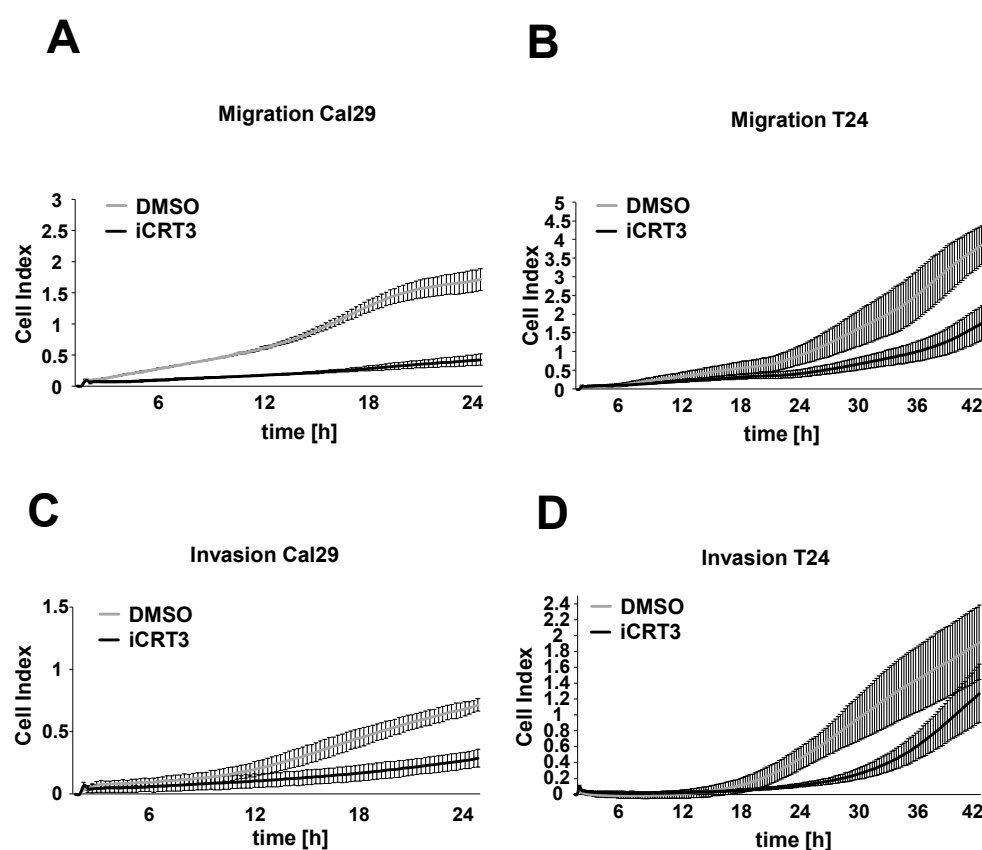 A
Migration Cal29
3
2.5
2
1.5
1
0.5
0
Cell Index
DMSO
iCRT3
6 12 18 24
time [h]
B
Migration T24
5
4.5
4
3.5
3
2.5
2
1.5
1
0.5
0
Cell Index
DMSO
iCRT3
6 12 18 24 30 36 42
time [h]
C
Invasion Cal29
1.5
1
0.5
0
Cell Index
DMSO
iCRT3
6 12 18 24
time [h]
D
Invasion T24
2.4
2.2
2
1.8
1.6
1.4
1.2
1
0.8
0.6
0.4
0.2
0
Cell Index
DMSO
iCRT3
6 12 18 24 30 36 42
time [h]